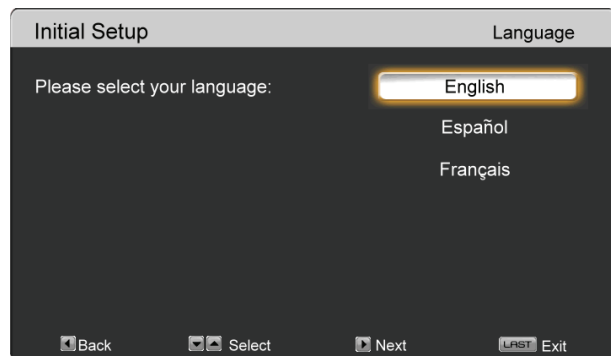 Initial Setup Language
Please select your language: English
Español
Français
Back Select Next LAST Exit